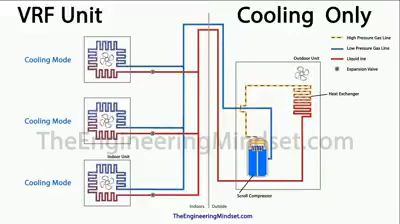 VRF Unit
Cooling Only
High Pressure Gas Line
Low Pressure Gas Line
Liquid lint
Expansion Valve
Cooling Mode
Outdoor Unit
Heat Exchanger
Cooling Mode
TheEngineeringMindset.com
Indoor Unit
Cooling Mode
Scroll Compressor
Indoors
Outside
TheEngineeringMindset.com